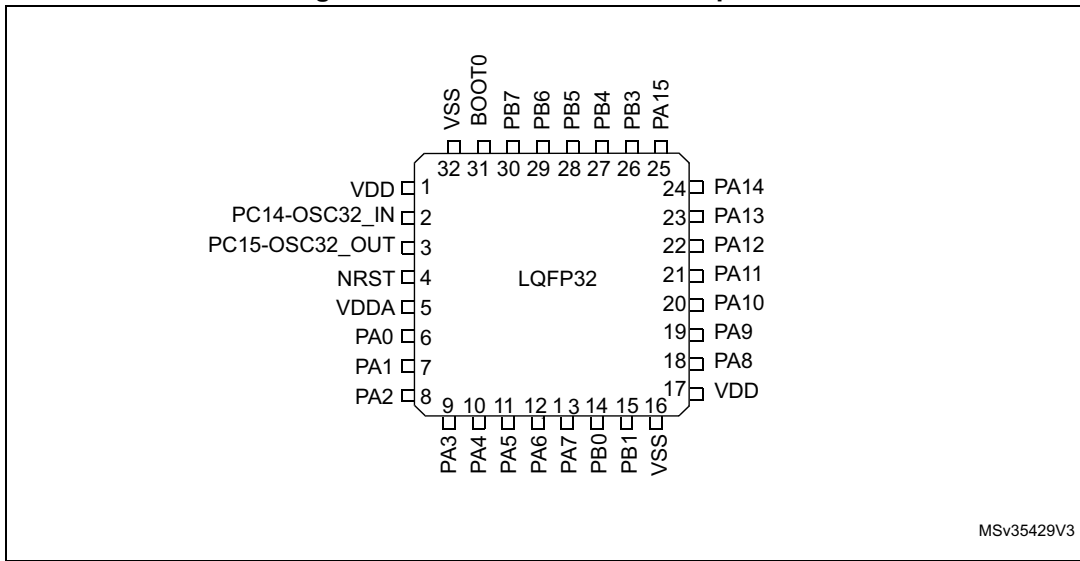 VSS
BOOT0
PB7
PB6
PB5
PB4
PB3
PA15
32 31 30 29 28 27 26 25
VDD 1
PC14-OSC32_IN 2
PC15-OSC32_OUT 3
NRST 4
VDDA 5
PA0 6
PA1 7
PA2 8
LQFP32
24 PA14
23 PA13
22 PA12
21 PA11
20 PA10
19 PA9
18 PA8
17 VDD
9 10 11 12 13 14 15 16
PA3
PA4
PA5
PA6
PA7
PB0
PB1
VSS
MSv35429V3